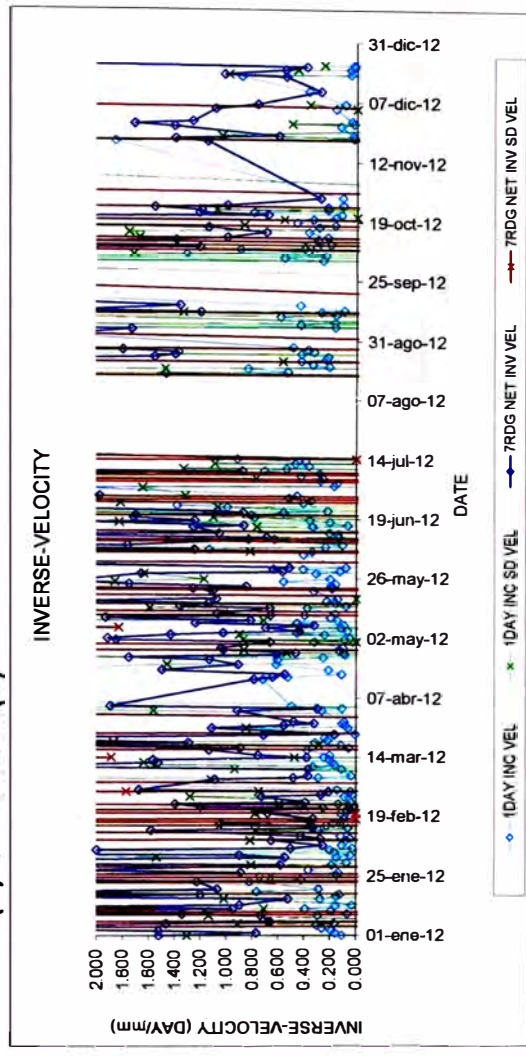 INVERSE-VELOCITY
INVERSE-VELOCITY (DAY/mm)
2.000
1.800
1.600
1.400
1.200
1.000
0.800
0.600
0.400
0.200
0.000
01-ene-12
25-ene-12
19-feb-12
14-mar-12
07-abr-12
02-may-12
26-may-12
19-jun-12
14-jul-12
07-ago-12
31-ago-12
25-sep-12
19-oct-12
12-nov-12
07-dic-12
31-dic-12
DATE
1DAY INC VEL
1DAY INC SD VEL
7RDG NET INV VEL
7RDG NET INV SD VEL